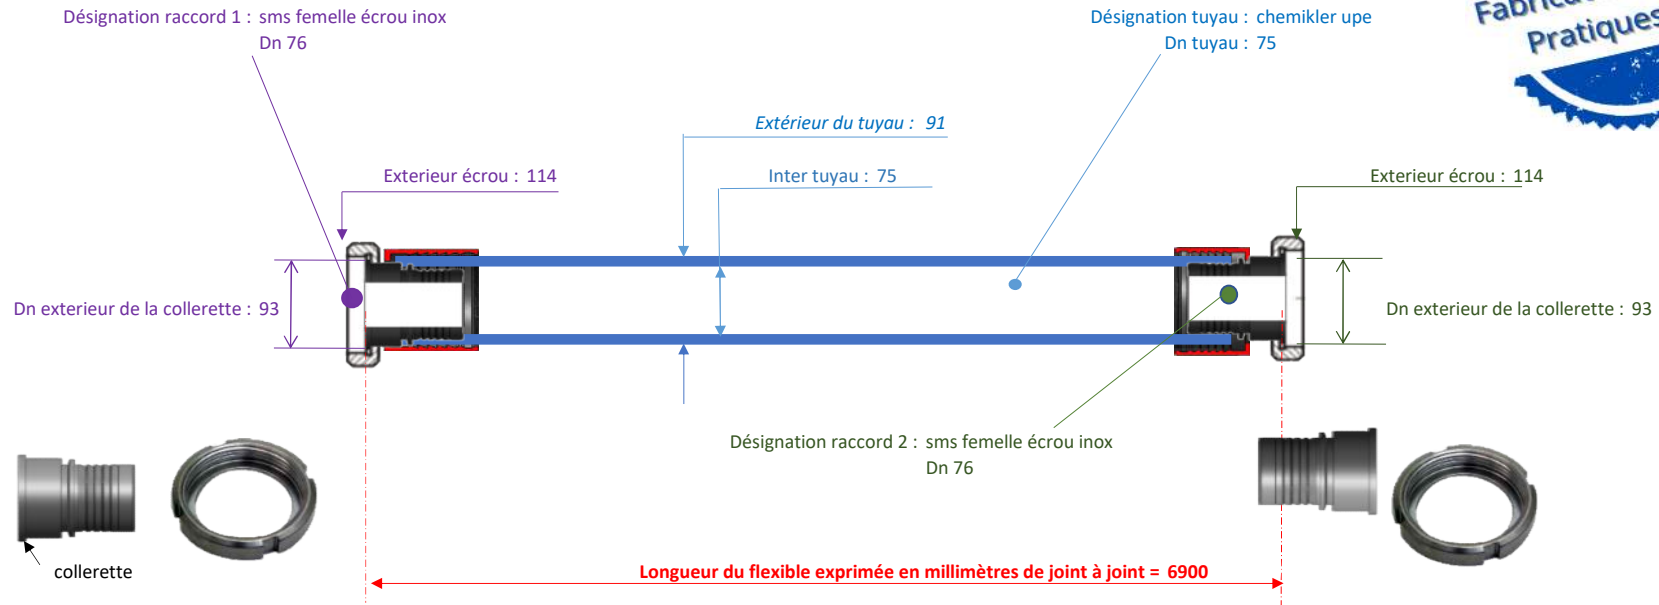 Désignation raccord 1 : sms femelle écrou inox
Dn 76
Désignation tuyau : chemikler upe
Dn tuyau : 75
Pratiques
Extérieur du tuyau : 91
Exterieur écrou : 114
Inter tuyau : 75
Exterieur écrou : 114
Dn exterieur de la collerette : 93
Dn exterieur de la collerette : 93
Désignation raccord 2 : sms femelle écrou inox
Dn 76
collerette
Longueur du flexible exprimée en millimètres de joint à joint = 6900